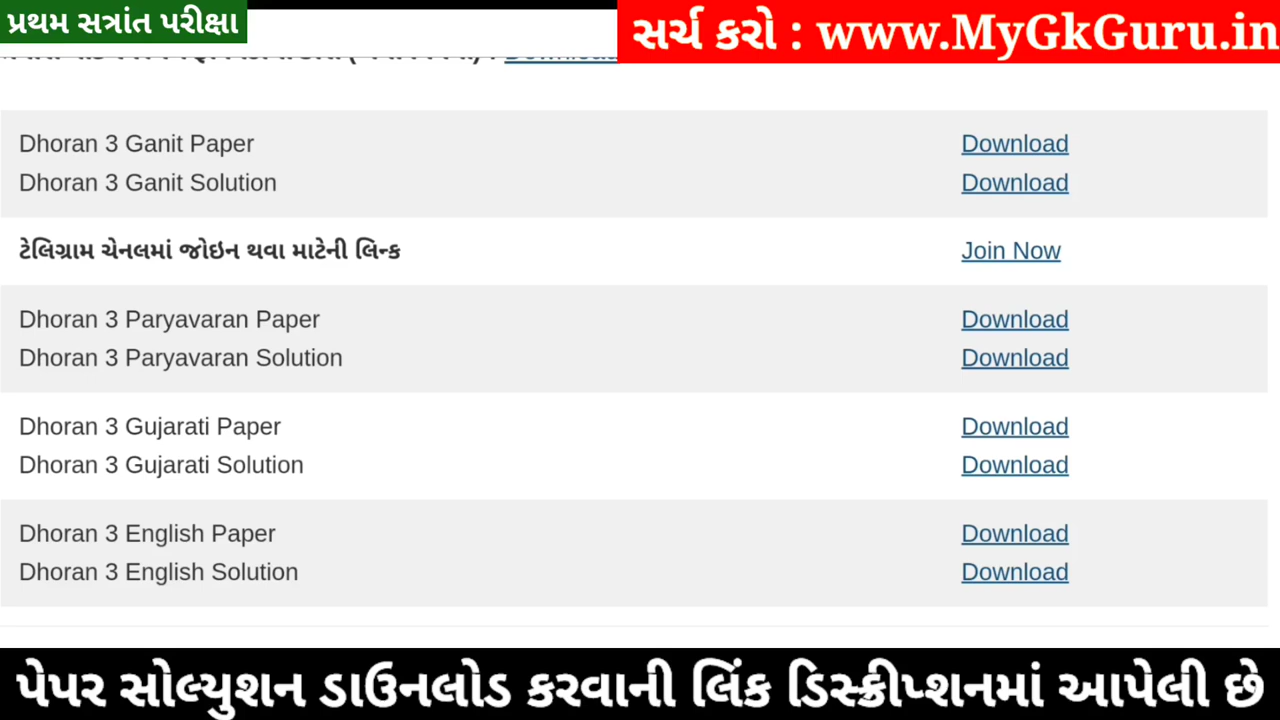 પ્રથમ સત્રાંત પરીક્ષા
સર્ચ કરો : www.MyGkGuru.in
Download
Dhoran 3 Ganit Paper Download
Dhoran 3 Ganit Solution Download
ટેલિગ્રામ ચેનલમાં જોઇન થવા માટેની લિન્ક Join Now
Dhoran 3 Paryavaran Paper Download
Dhoran 3 Paryavaran Solution Download
Dhoran 3 Gujarati Paper Download
Dhoran 3 Gujarati Solution Download
Dhoran 3 English Paper Download
Dhoran 3 English Solution Download
પેપર સોલ્યુશન ડાઉનલોડ કરવાની લિંક ડિસ્ક્રીપ્શનમાં આપેલી છે